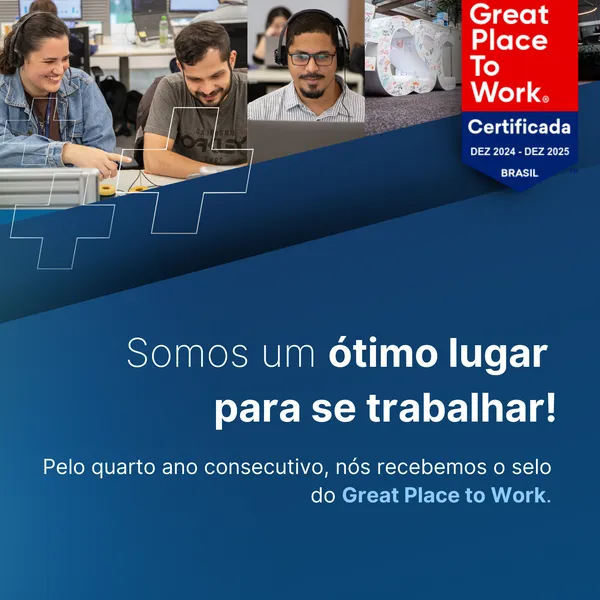 Great
Place
To
Work®
Certificada
DEZ 2024 - DEZ 2025
BRASIL
Somos um ótimo lugar
para se trabalhar!
Pelo quarto ano consecutivo, nós recebemos o selo
do Great Place to Work.